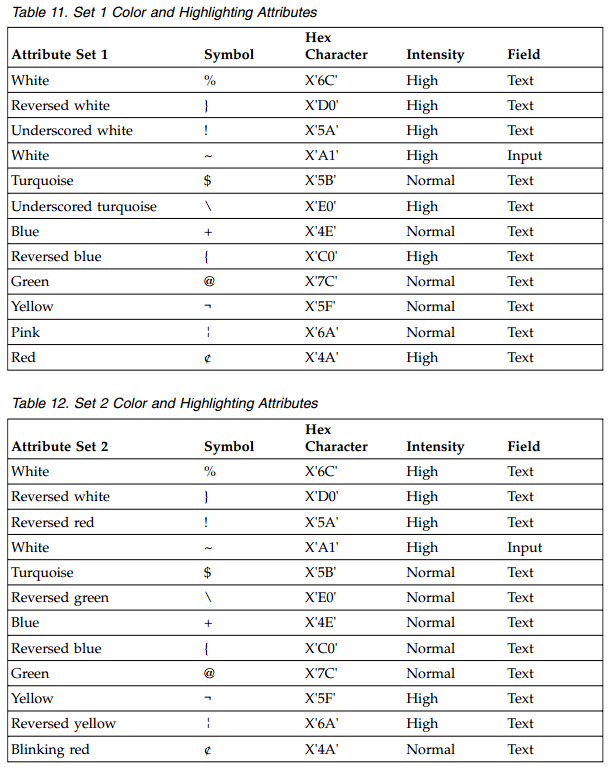 Table 11. Set 1 Color and Highlighting Attributes
Attribute Set 1 Symbol Hex Character Intensity Field
White % X'6C' High Text
Reversed white } X'D0' High Text
Underscored white ! X'5A' High Text
White ~ X'A1' High Input
Turquoise $ X'5B' Normal Text
Underscored turquoise \ X'E0' High Text
Blue + X'4E' Normal Text
Reversed blue { X'C0' High Text
Green @ X'7C' Normal Text
Yellow ¬ X'5F' Normal Text
Pink ¦ X'6A' Normal Text
Red ¢ X'4A' High Text
Table 12. Set 2 Color and Highlighting Attributes
Attribute Set 2 Symbol Hex Character Intensity Field
White % X'6C' High Text
Reversed white } X'D0' High Text
Reversed red ! X'5A' High Text
White ~ X'A1' High Input
Turquoise $ X'5B' Normal Text
Reversed green \ X'E0' Normal Text
Blue + X'4E' Normal Text
Reversed blue { X'C0' Normal Text
Green @ X'7C' Normal Text
Yellow ¬ X'5F' High Text
Reversed yellow ¦ X'6A' High Text
Blinking red ¢ X'4A' Normal Text